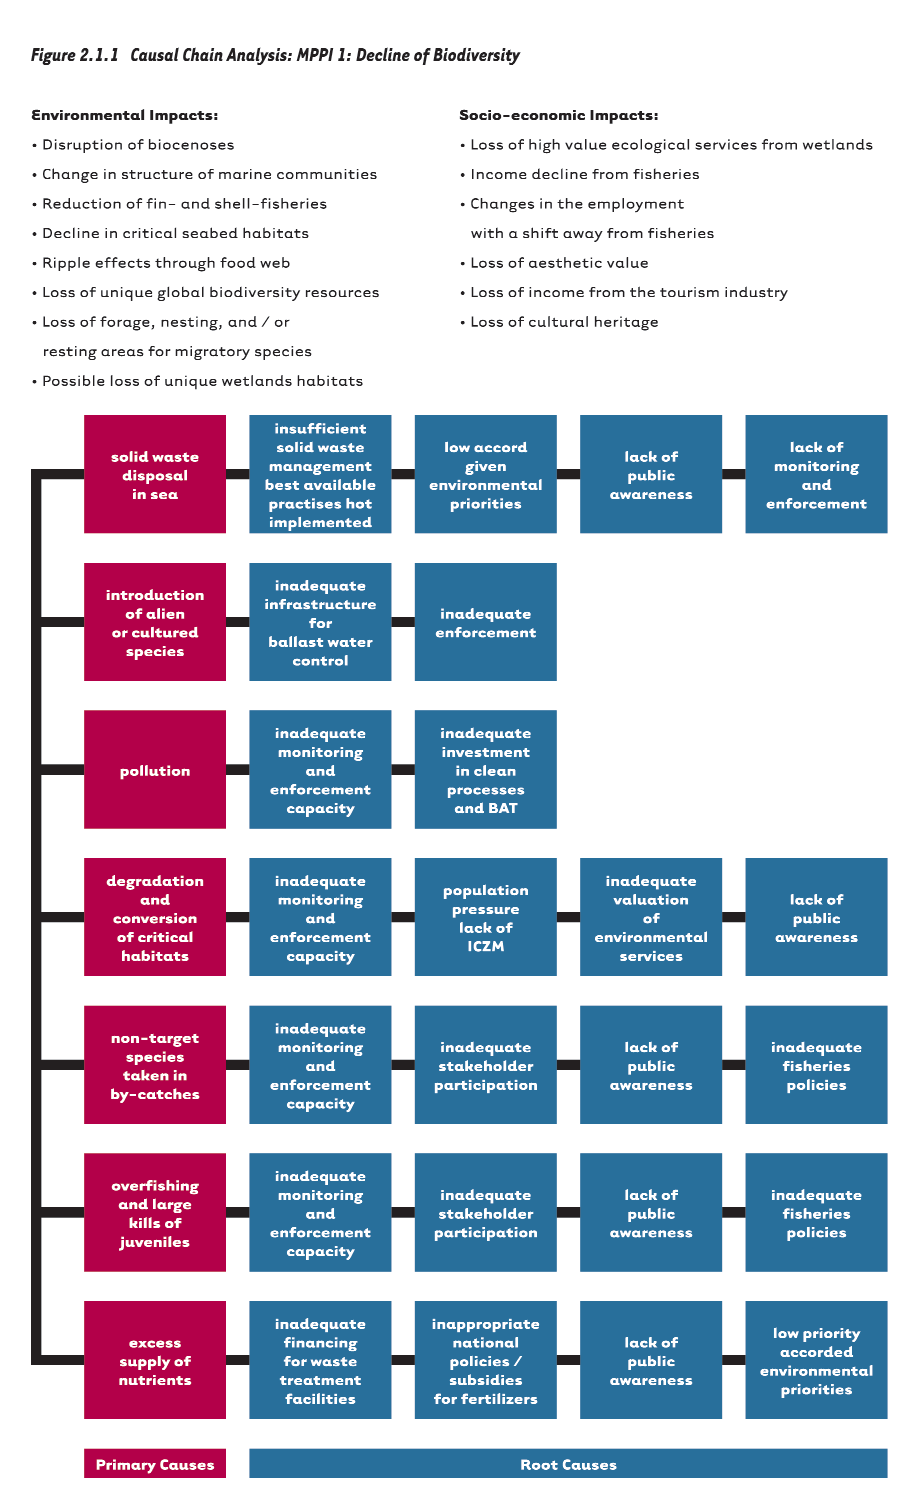 Figure 2.1.1 Causal Chain Analysis: MPPI 1: Decline of Biodiversity
Environmental Impacts:
• Disruption of biocenoses
• Change in structure of marine communities
• Reduction of fin- and shell-fisheries
• Decline in critical seabed habitats
• Ripple effects through food web
• Loss of unique global biodiversity resources
• Loss of forage, nesting, and / or
resting areas for migratory species
• Possible loss of unique wetlands habitats
Socio-economic Impacts:
• Loss of high value ecological services from wetlands
• Income decline from fisheries
• Changes in the employment
with a shift away from fisheries
• Loss of aesthetic value
• Loss of income from the tourism industry
• Loss of cultural heritage
solid waste
disposal
in sea
insufficient
solid waste
management
best available
practises hot
implemented
low accord
given
environmental
priorities
lack of
public
awareness
lack of
monitoring
and
enforcement
introduction
of alien
or cultured
species
inadequate
infrastructure
for
ballast water
control
inadequate
enforcement
pollution
inadequate
monitoring
and
enforcement
capacity
inadequate
investment
in clean
processes
and BAT
degradation
and
conversion
of critical
habitats
inadequate
monitoring
and
enforcement
capacity
population
pressure
lack of
ICZM
inadequate
valuation
of
environmental
services
lack of
public
awareness
non-target
species
taken in
by-catches
inadequate
monitoring
and
enforcement
capacity
inadequate
stakeholder
participation
lack of
public
awareness
inadequate
fisheries
policies
overfishing
and large
kills of
juveniles
inadequate
monitoring
and
enforcement
capacity
inadequate
stakeholder
participation
lack of
public
awareness
inadequate
fisheries
policies
excess
supply of
nutrients
inadequate
financing
for waste
treatment
facilities
inappropriate
national
policies /
subsidies
for fertilizers
lack of
public
awareness
low priority
accorded
environmental
priorities
Primary Causes
Root Causes